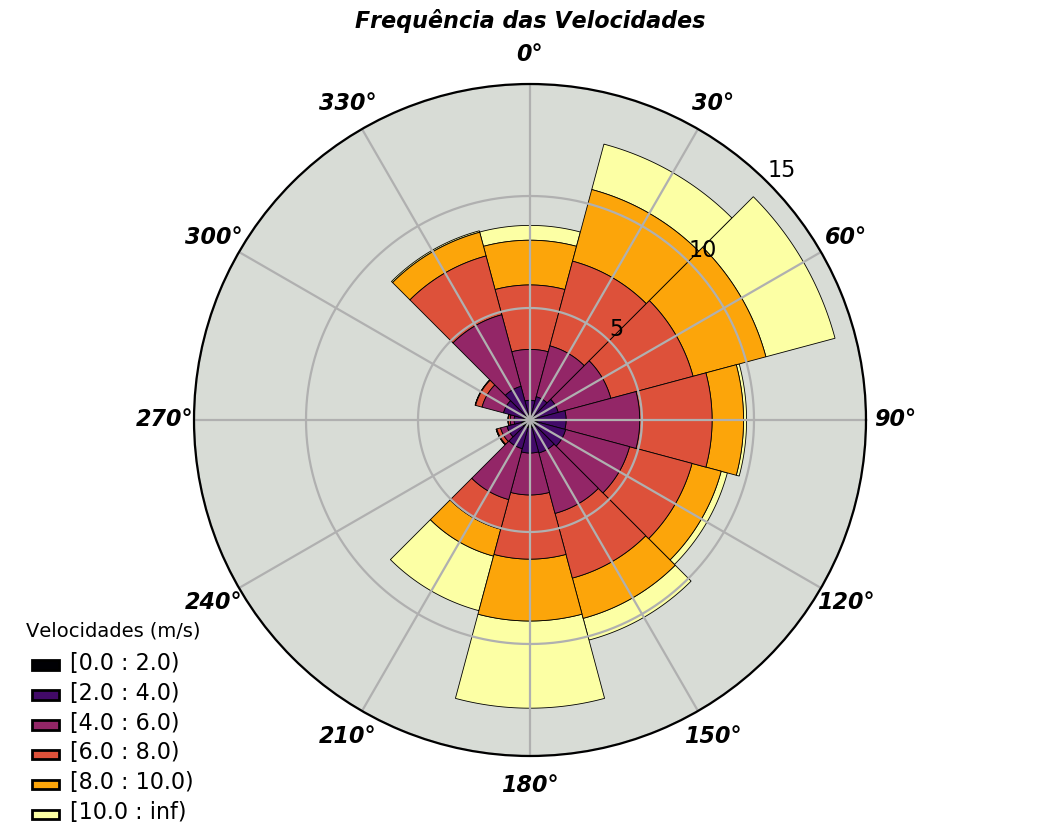 Frequência das Velocidades
0°
330°
30°
15
300°
60°
10
5
270°
90°
240°
120°
210°
150°
180°
Velocidades (m/s)
[0.0 : 2.0)
[2.0 : 4.0)
[4.0 : 6.0)
[6.0 : 8.0)
[8.0 : 10.0)
[10.0 : inf)